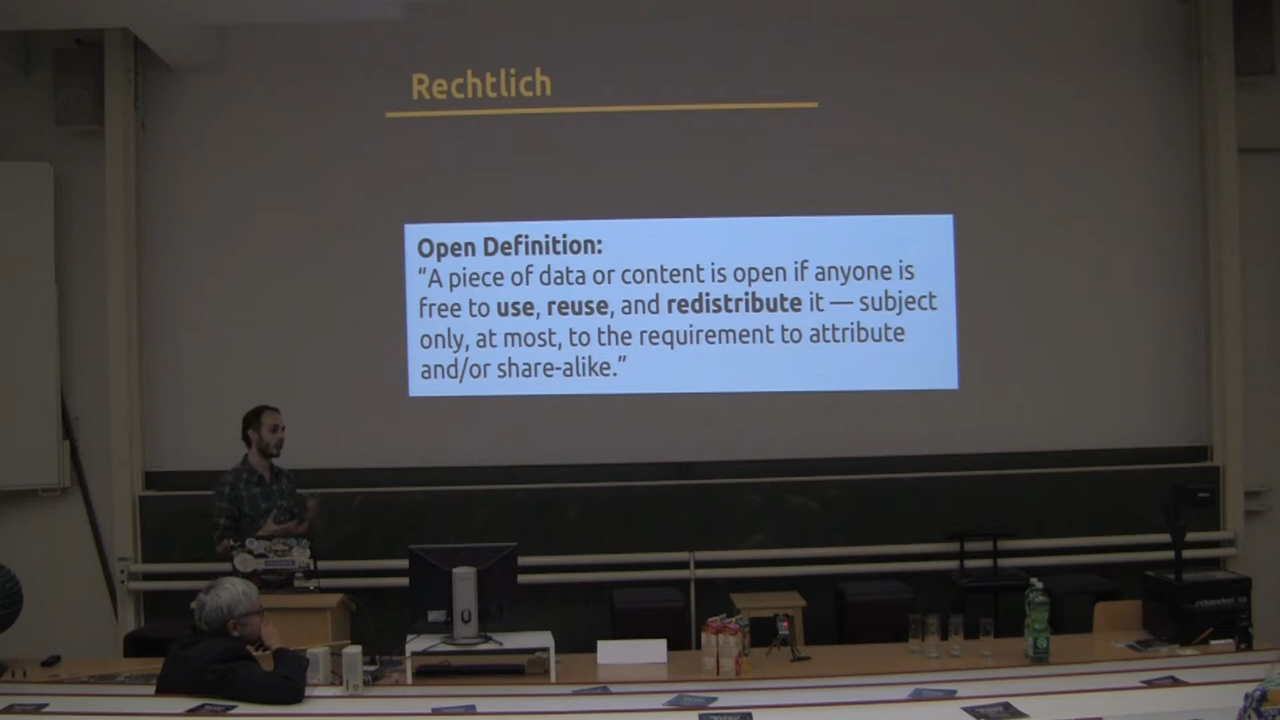 Rechtlich
Open Definition:
“A piece of data or content is open if anyone is
free to use, reuse, and redistribute it — subject
only, at most, to the requirement to attribute
and/or share-alike.”